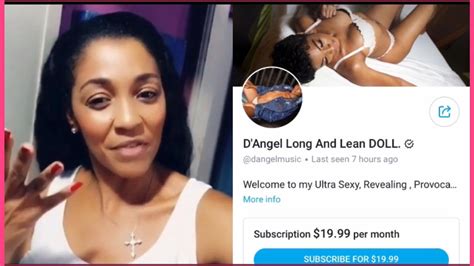 D'Angel Long And Lean DOLL.
@dangelmusic • Last seen 7 hours ago
Welcome to my Ultra Sexy, Revealing , Provoca...
More info
Subscription $19.99 per month
SUBSCRIBE FOR $19.99